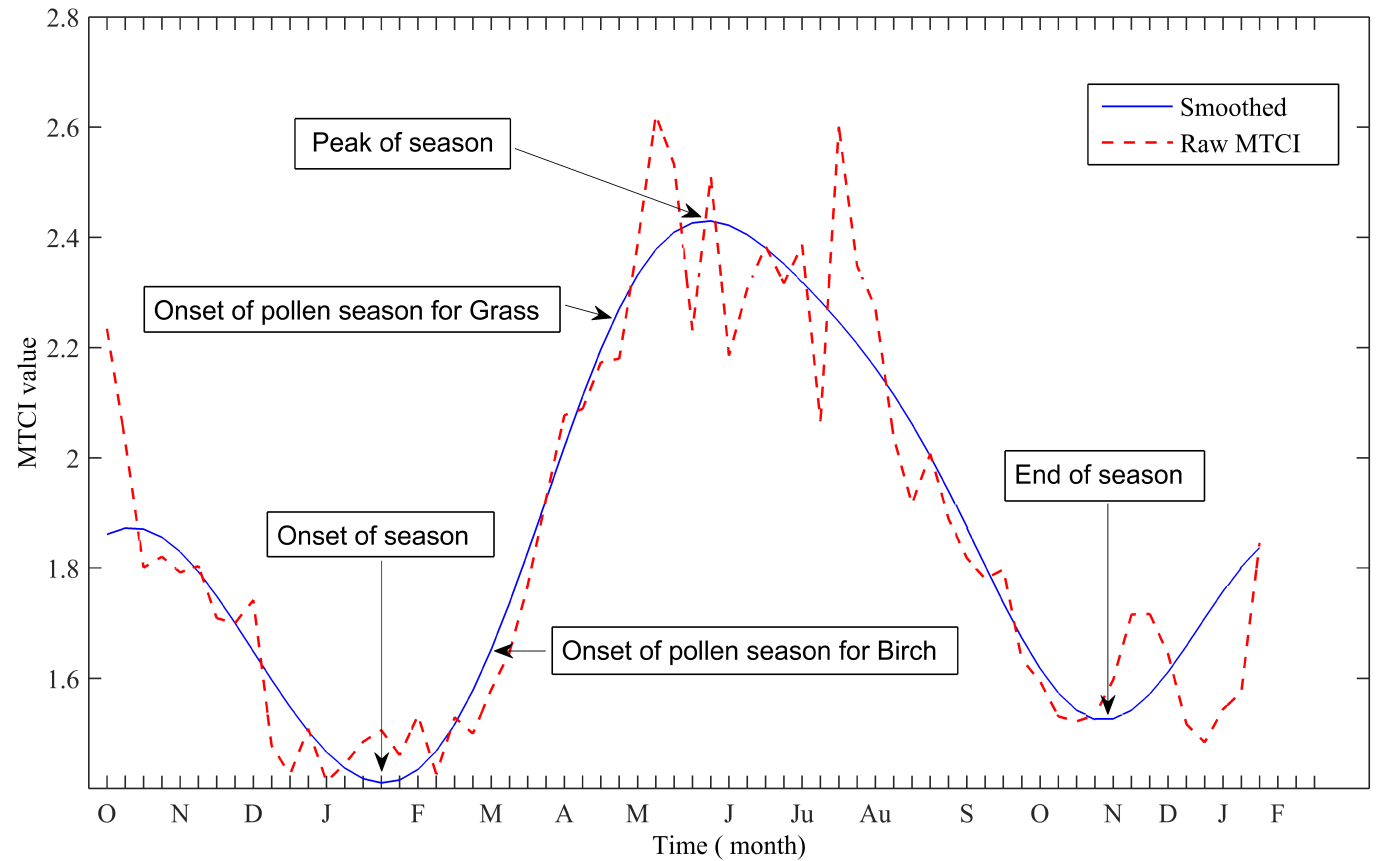 2.8
2.6
2.4
2.2
2
1.8
1.6
MTCI value
Smoothed
Raw MTCI
Peak of season
Onset of pollen season for Grass
End of season
Onset of season
Onset of pollen season for Birch
O N D J F M A M J Ju Au S O N D J F
Time ( month)